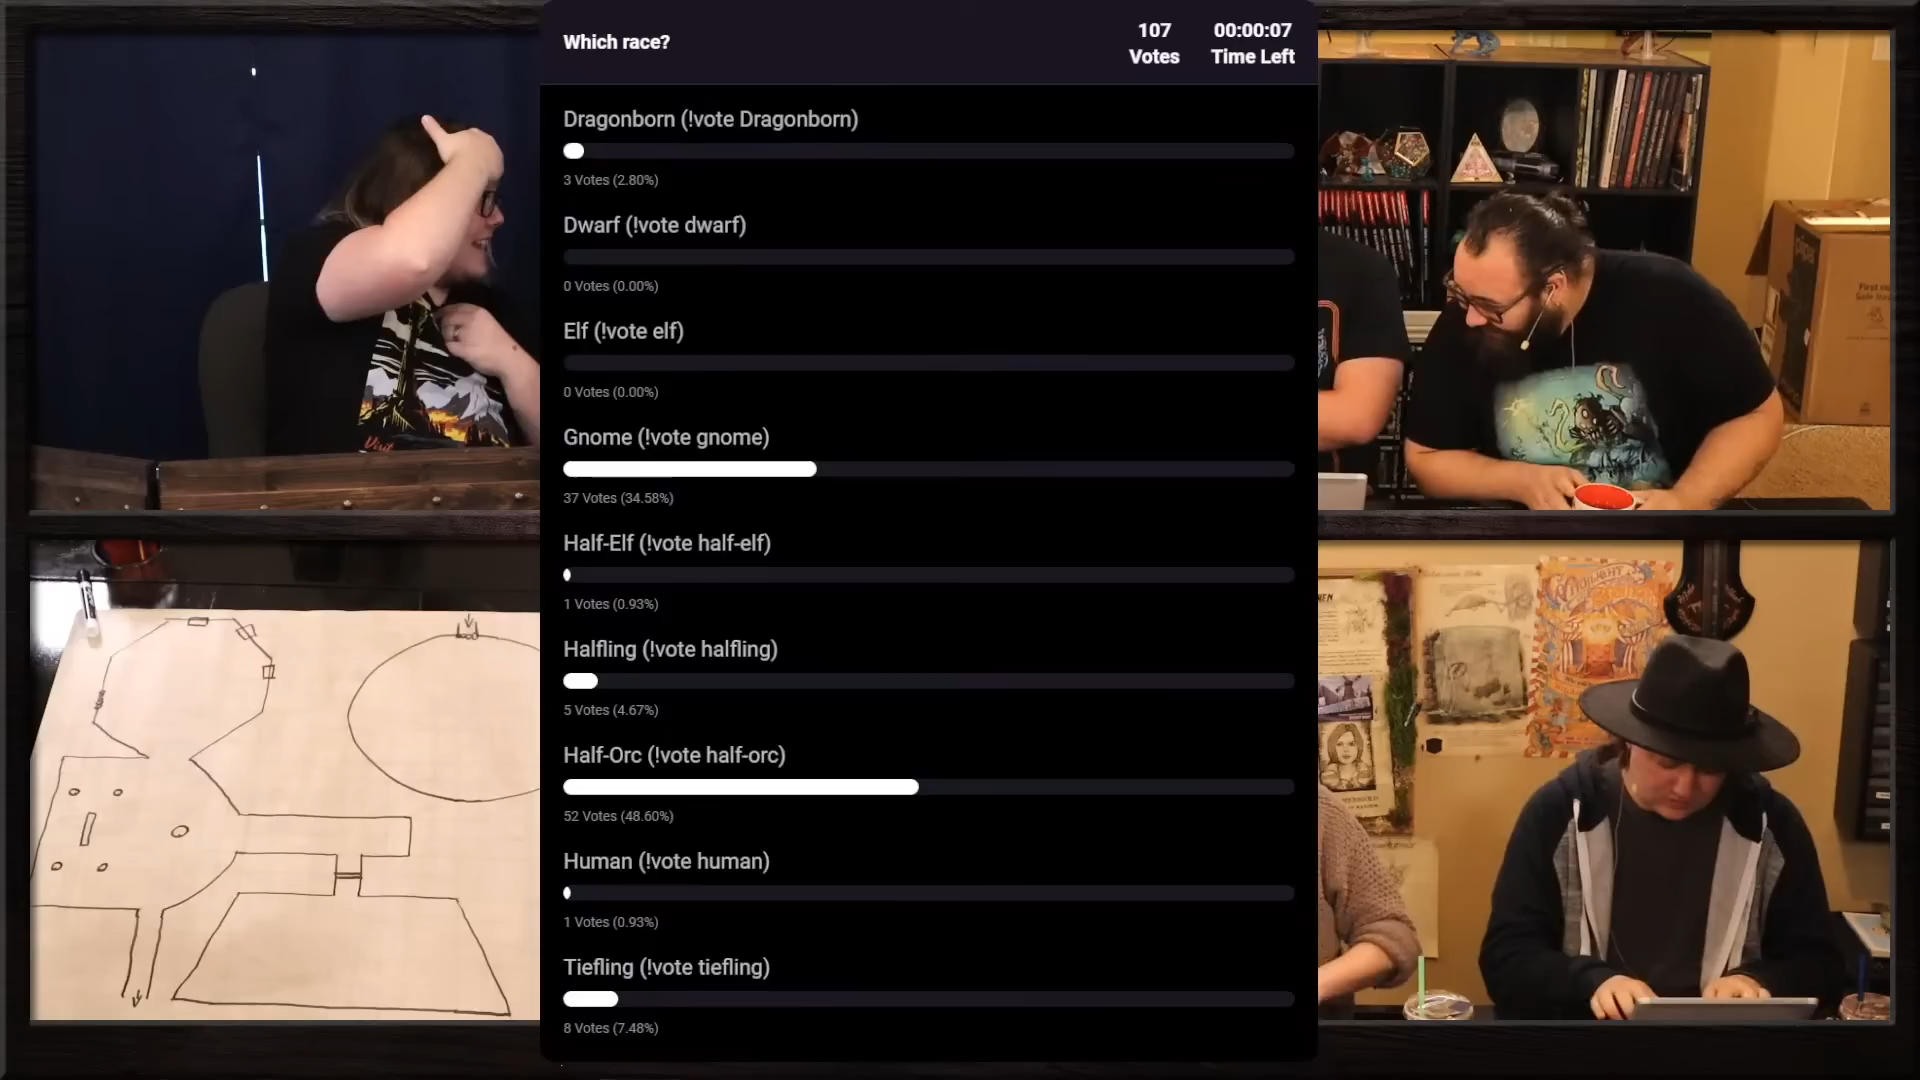 Which race?
107
Votes
00:00:07
Time Left
Dragonborn (!vote Dragonborn)
3 Votes (2.80%)
Dwarf (!vote dwarf)
0 Votes (0.00%)
Elf (!vote elf)
0 Votes (0.00%)
Gnome (!vote gnome)
37 Votes (34.58%)
Half-Elf (!vote half-elf)
1 Votes (0.93%)
Halfling (!vote halfling)
5 Votes (4.67%)
Half-Orc (!vote half-orc)
52 Votes (48.60%)
Human (!vote human)
1 Votes (0.93%)
Tiefling (!vote tiefling)
8 Votes (7.48%)
Visit